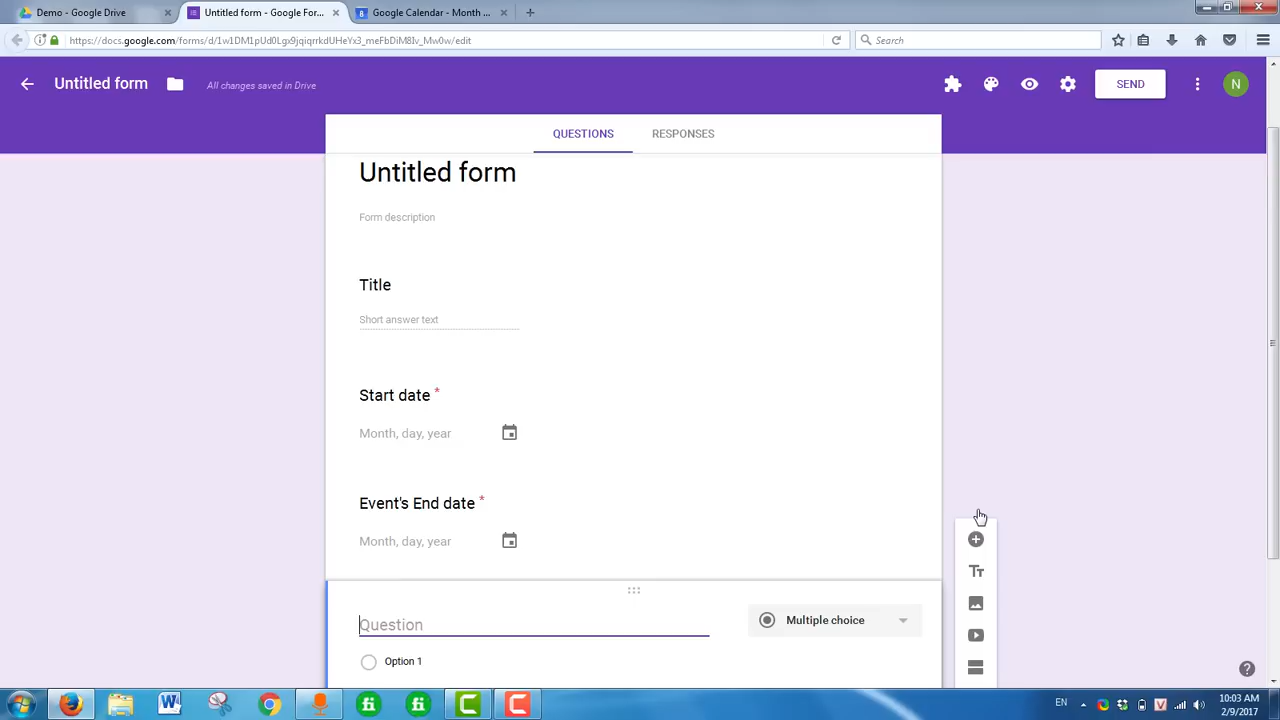 Demo - Google Drive
Untitled form - Google For...
Google Calendar - Month ...
https://docs.google.com/forms/d/1w1DM1pUd0Lgx9jqiqrrkdUHeYx3_meFbDiM8Iv_Mw0w/edit
Search
Untitled form
All changes saved in Drive
SEND
N
QUESTIONS
RESPONSES
Untitled form
Form description
Title
Short answer text
Start date *
Month, day, year
Event's End date *
Month, day, year
Question
Multiple choice
Option 1
EN
10:03 AM
2/9/2017